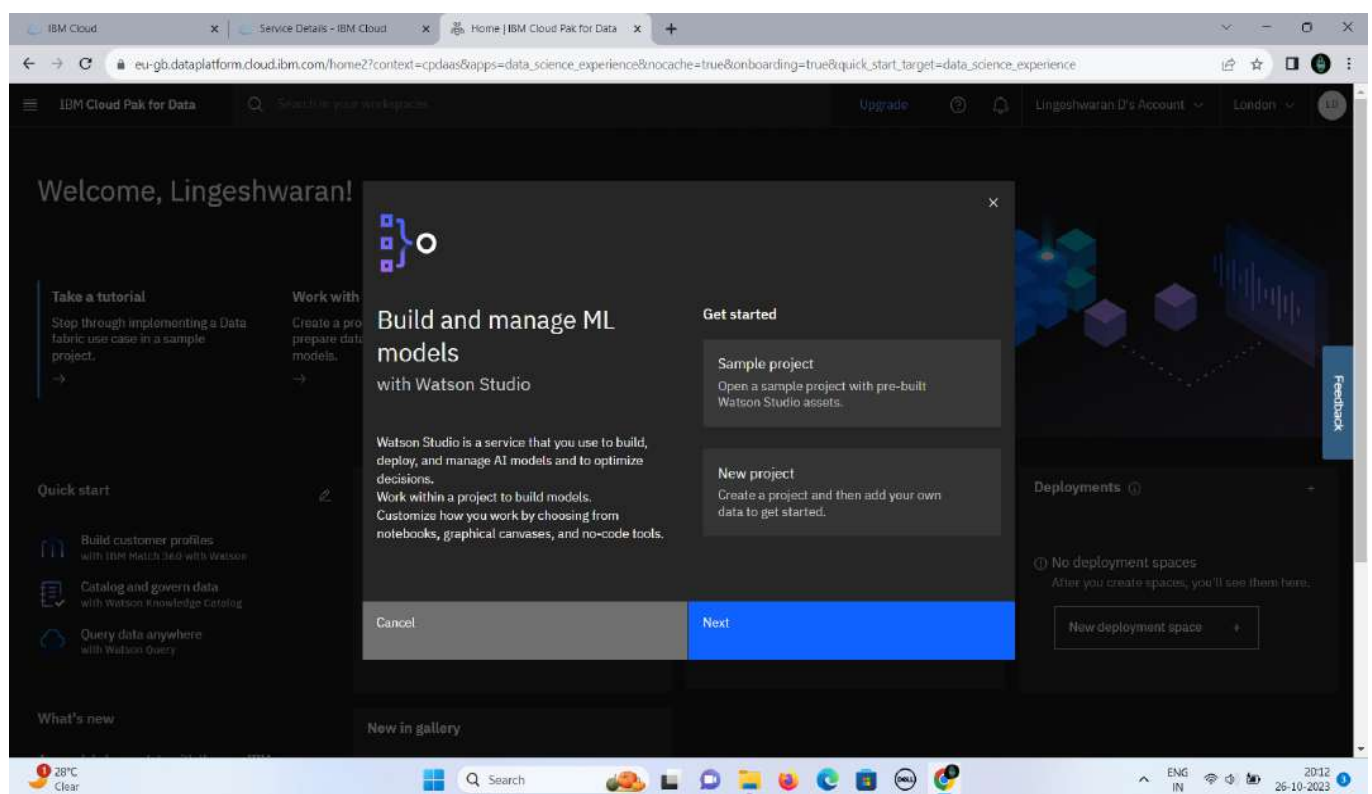 IBM Cloud
Service Details - IBM Cloud
Home | IBM Cloud Pak for Data
eu-gb.dataplatform.cloud.ibm.com/home2?context=cpdaas&apps=data_science_experience&nocache=true&onboarding=true&quick_start_target=data_science_experience
IBM Cloud Pak for Data
Search in your workspaces
Upgrade
Lingeshwaran D's Account
London
LD
Welcome, Lingeshwaran!
Take a tutorial
Step through implementing a Data
fabric use case in a sample
project.
Work with
Create a pro
prepare data
models.
Build and manage ML
models
with Watson Studio
Watson Studio is a service that you use to build,
deploy, and manage AI models and to optimize
decisions.
Work within a project to build models.
Customize how you work by choosing from
notebooks, graphical canvases, and no-code tools.
Get started
Sample project
Open a sample project with pre-built
Watson Studio assets.
New project
Create a project and then add your own
data to get started.
Cancel
Next
Feedback
Quick start
Build customer profiles
with IBM Match 360 with Watson
Catalog and govern data
with Watson Knowledge Catalog
Query data anywhere
with Watson Query
Deployments
No deployment spaces
After you create spaces, you'll see them here.
New deployment space +
What's new
New in gallery
1
28°C
Clear
Search
DELL
ENG
IN
20:12
26-10-2023
3